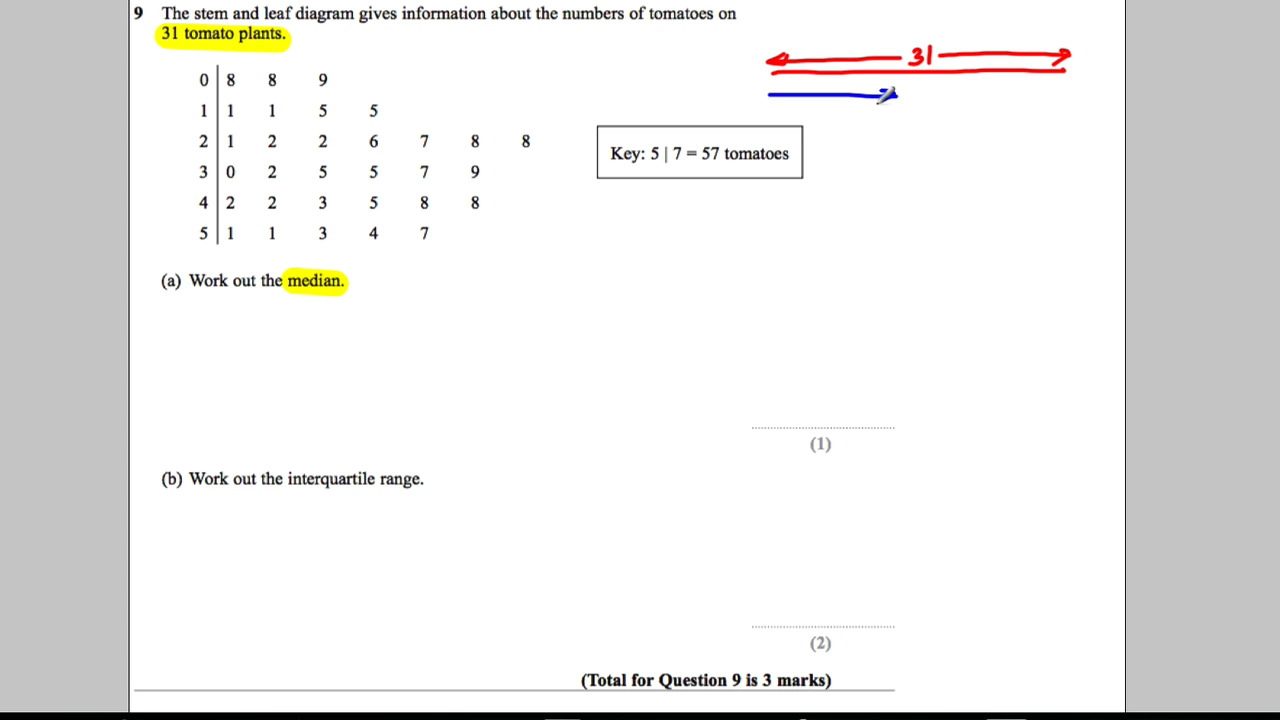 9 The stem and leaf diagram gives information about the numbers of tomatoes on
31 tomato plants.
31
0 | 8 8 9
1 | 1 1 5 5
2 | 1 2 2 6 7 8 8
Key: 5 | 7 = 57 tomatoes
3 | 0 2 5 5 7 9
4 | 2 2 3 5 8 8
5 | 1 1 3 4 7
(a) Work out the median.
(1)
(b) Work out the interquartile range.
(2)
(Total for Question 9 is 3 marks)